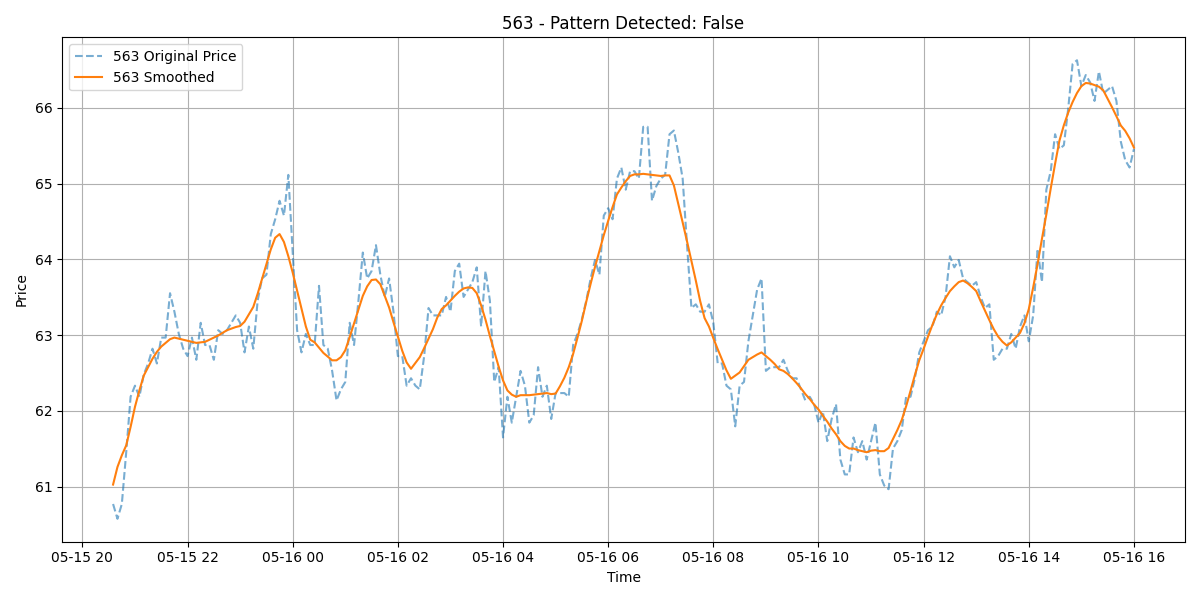 563 - Pattern Detected: False
563 Original Price
563 Smoothed
Price
66
65
64
63
62
61
05-15 20 05-15 22 05-16 00 05-16 02 05-16 04 05-16 06 05-16 08 05-16 10 05-16 12 05-16 14 05-16 16
Time